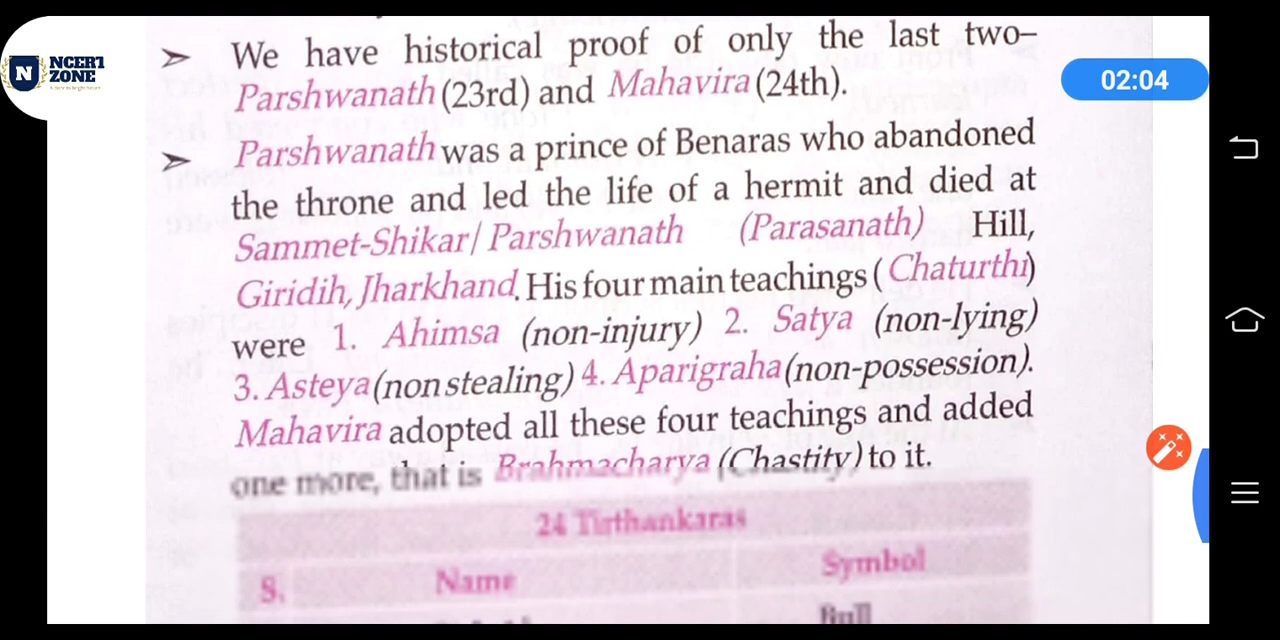 NCERT
ZONE
02:04
➤ We have historical proof of only the last two–
Parshwanath (23rd) and Mahavira (24th).
➤ Parshwanath was a prince of Benaras who abandoned
the throne and led the life of a hermit and died at
Sammet-Shikar/ Parshwanath (Parasanath) Hill,
Giridih, Jharkhand. His four main teachings ( Chaturthi)
were 1. Ahimsa (non-injury) 2. Satya (non-lying)
3. Asteya (non stealing) 4. Aparigraha (non-possession).
Mahavira adopted all these four teachings and added
one more, that is Brahmacharya (Chastity) to it.
24 Tirthankaras
S. Name Symbol
Bull